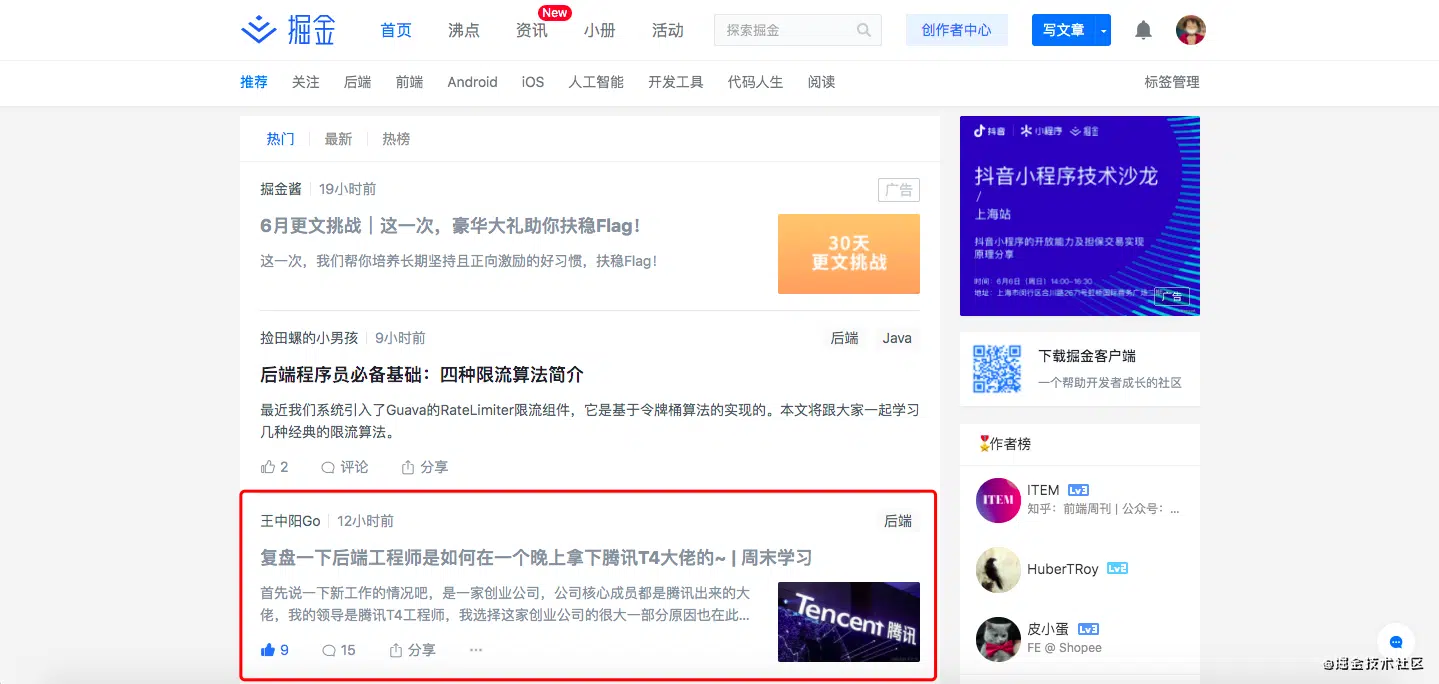 掘金
首页
沸点
资讯
New
小册
活动
探索掘金
创作者中心
写文章
推荐
关注
后端
前端
Android
iOS
人工智能
开发工具
代码人生
阅读
标签管理
热门
最新
热榜
掘金酱
19小时前
广告
6月更文挑战｜这一次，豪华大礼助你扶稳Flag！
这一次，我们帮你培养长期坚持且正向激励的好习惯，扶稳Flag！
30天
更文挑战
捡田螺的小男孩
9小时前
后端
Java
后端程序员必备基础：四种限流算法简介
最近我们系统引入了Guava的RateLimiter限流组件，它是基于令牌桶算法的实现的。本文将跟大家一起学习
几种经典的限流算法。
2
评论
分享
王中阳Go
12小时前
后端
复盘一下后端工程师是如何在一个晚上拿下腾讯T4大佬的~ | 周末学习
首先说一下新工作的情况吧，是一家创业公司，公司核心成员都是腾讯出来的大
佬，我的领导是腾讯T4工程师，我选择这家创业公司的很大一部分原因也在此...
Tencent 腾讯
9
15
分享
...
抖音
小程序
掘金
抖音小程序技术沙龙
/
上海站
抖音小程序的开放能力及担保交易实现
原理分享
时间：6月6日（周日）14:00-16:30
地址：上海市闵行区合川路2671号虹桥国际商务广场
广告
下载掘金客户端
一个帮助开发者成长的社区
作者榜
ITEM
ITEM
Lv3
知乎：前端周刊 | 公众号：...
HuberTRoy
Lv2
皮小蛋
Lv3
FE @ Shopee
@掘金技术社区